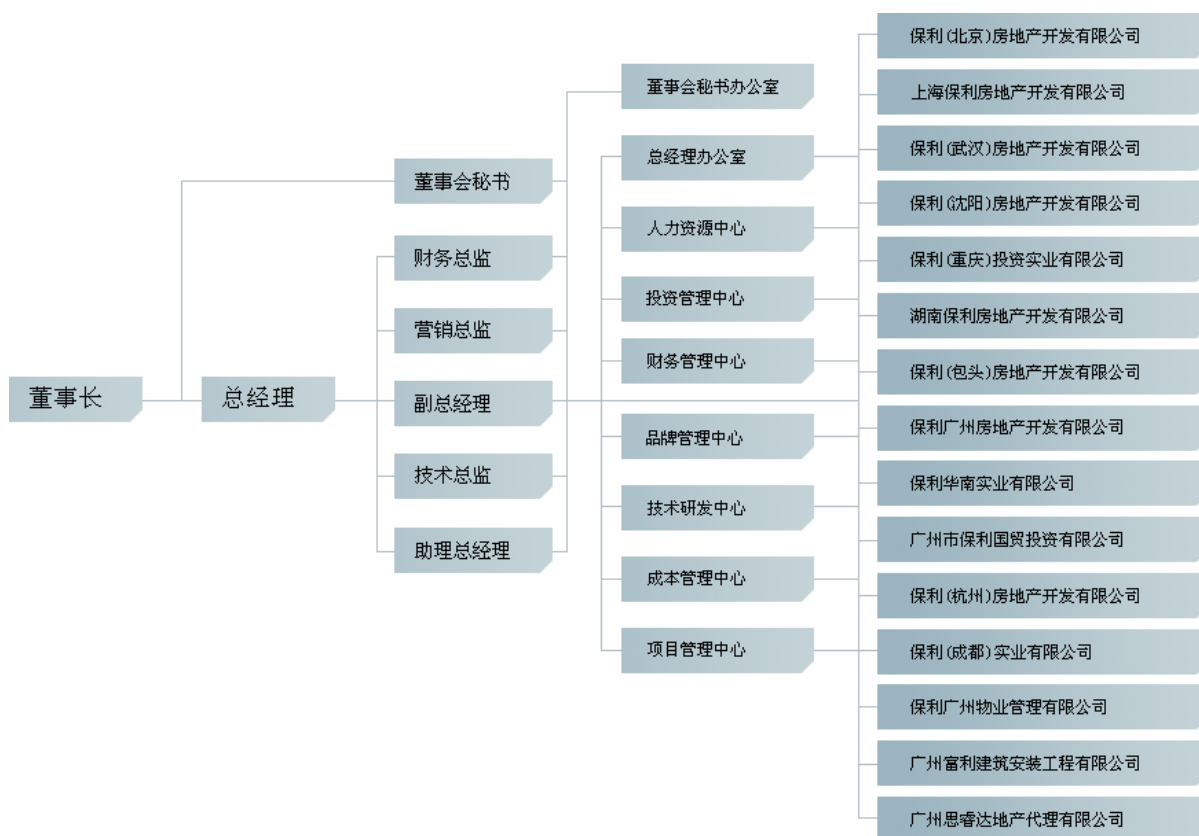 董事长
总经理
董事会秘书
财务总监
营销总监
副总经理
技术总监
助理总经理
董事会秘书办公室
总经理办公室
人力资源中心
投资管理中心
财务管理中心
品牌管理中心
技术研发中心
成本管理中心
项目管理中心
保利(北京)房地产开发有限公司
上海保利房地产开发有限公司
保利(武汉)房地产开发有限公司
保利(沈阳)房地产开发有限公司
保利(重庆)投资实业有限公司
湖南保利房地产开发有限公司
保利(包头)房地产开发有限公司
保利广州房地产开发有限公司
保利华南实业有限公司
广州市保利国贸投资有限公司
保利(杭州)房地产开发有限公司
保利(成都)实业有限公司
保利广州物业管理有限公司
广州富利建筑安装工程有限公司
广州思睿达地产代理有限公司